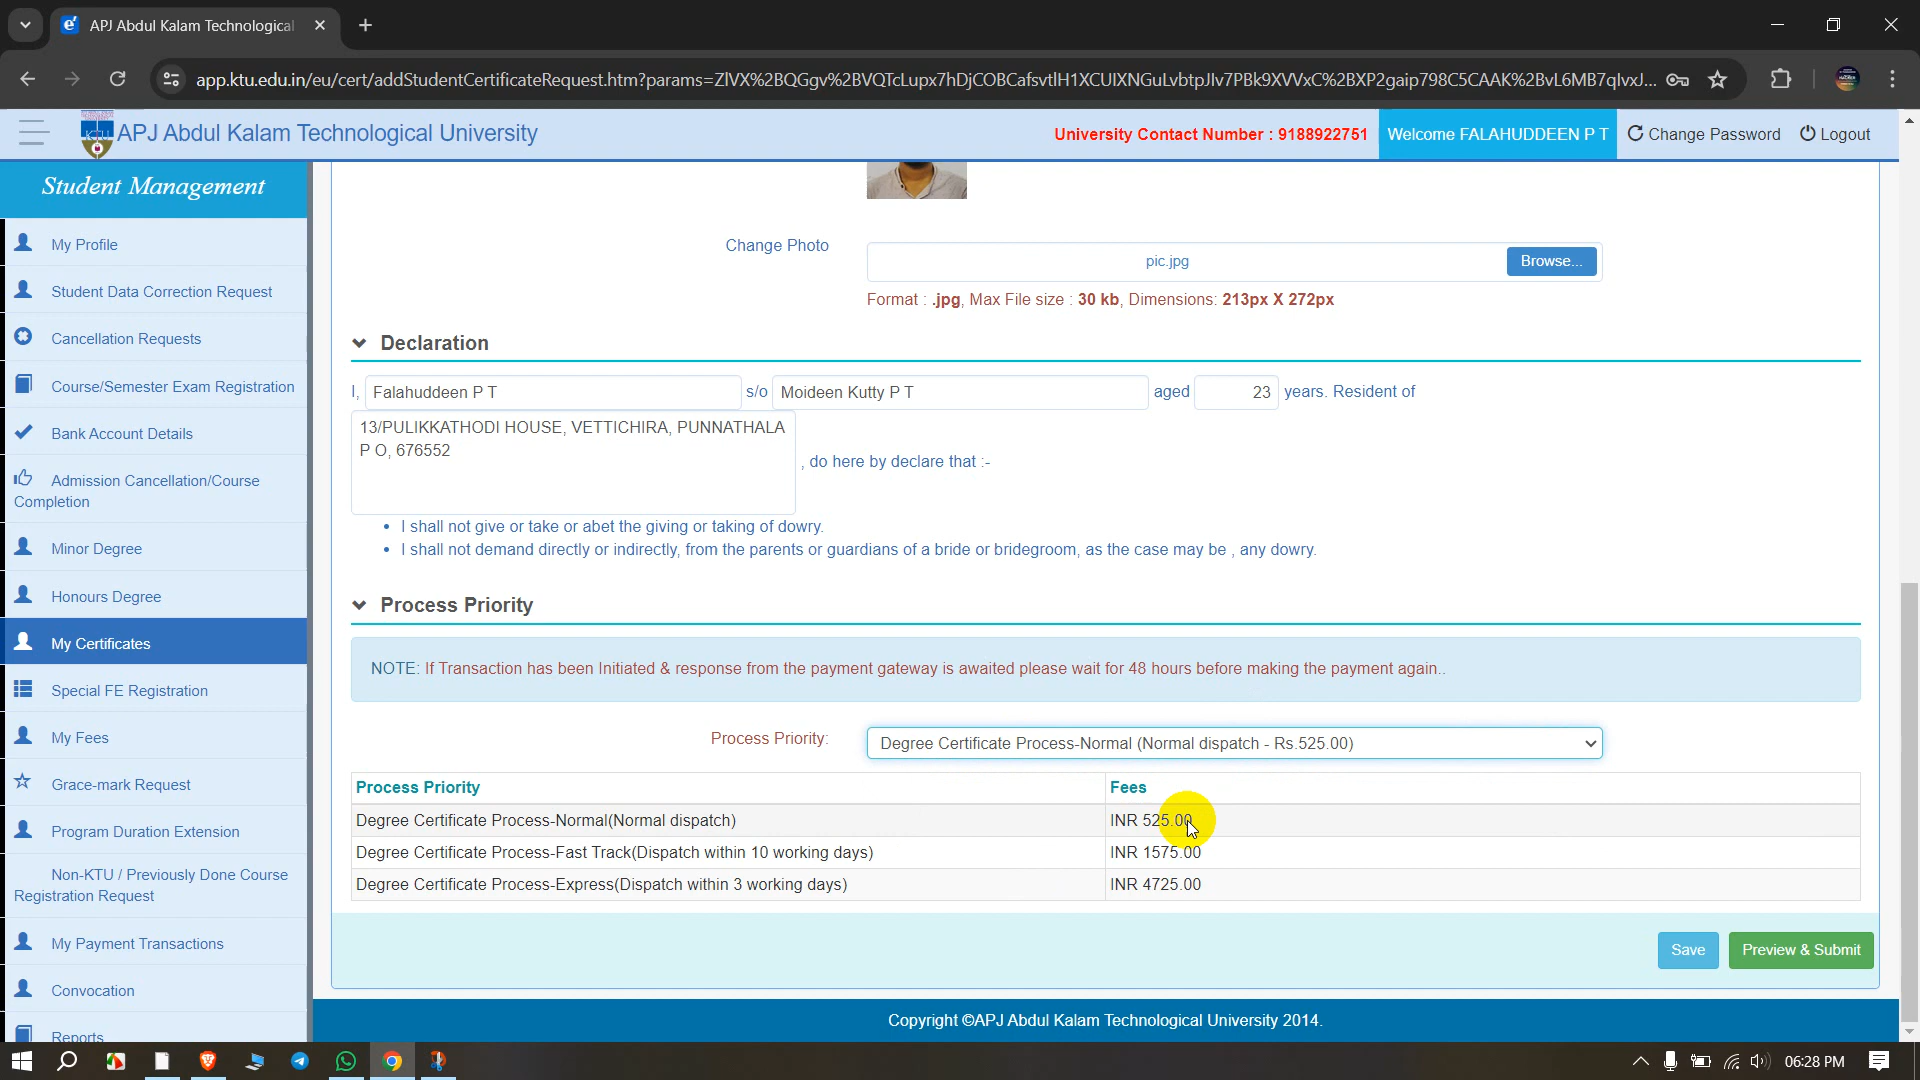 APJ Abdul Kalam Technological
app.ktu.edu.in/eu/cert/addStudentCertificateRequest.htm?params=
KTU APJ Abdul Kalam Technological University
University Contact Number : 9188922751
Welcome FALAHUDDEEN P T
Change Password
Logout
Student Management
My Profile
Student Data Correction Request
Cancellation Requests
Course/Semester Exam Registration
Bank Account Details
Admission Cancellation/Course
Completion
Minor Degree
Honours Degree
My Certificates
Special FE Registration
My Fees
Grace-mark Request
Program Duration Extension
Non-KTU / Previously Done Course
Registration Request
My Payment Transactions
Convocation
Reports
Change Photo
pic.jpg
Browse...
Format : .jpg, Max File size : 30 kb, Dimensions: 213px X 272px
Declaration
I, Falahuddeen P T s/o Moideen Kutty P T aged 23 years. Resident of
13/PULIKKATHODI HOUSE, VETTICHIRA, PUNNATHALA
P O, 676552
, do here by declare that :-
• I shall not give or take or abet the giving or taking of dowry.
• I shall not demand directly or indirectly, from the parents or guardians of a bride or bridegroom, as the case may be , any dowry.
Process Priority
NOTE: If Transaction has been Initiated & response from the payment gateway is awaited please wait for 48 hours before making the payment again..
Process Priority: Degree Certificate Process-Normal (Normal dispatch - Rs.525.00)
Process Priority Fees
Degree Certificate Process-Normal(Normal dispatch) INR 525.00
Degree Certificate Process-Fast Track(Dispatch within 10 working days) INR 1575.00
Degree Certificate Process-Express(Dispatch within 3 working days) INR 4725.00
Save
Preview & Submit
Copyright ©APJ Abdul Kalam Technological University 2014.
06:28 PM